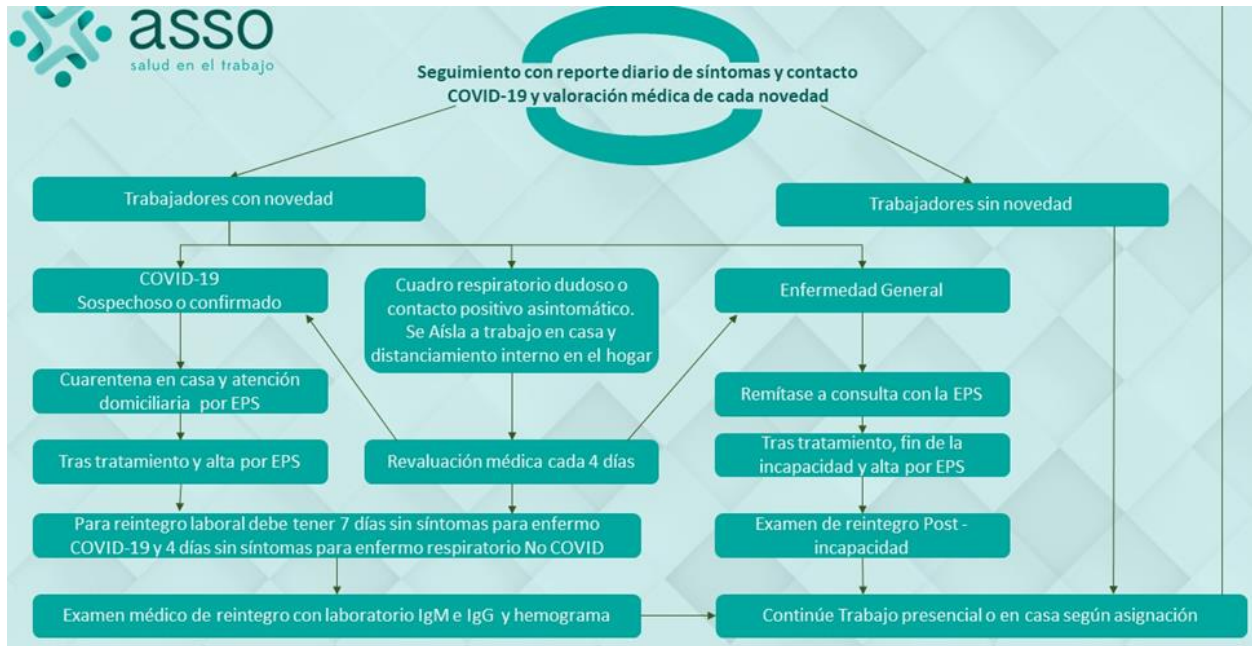 asso
salud en el trabajo
Seguimiento con reporte diario de síntomas y contacto
COVID-19 y valoración médica de cada novedad
Trabajadores con novedad
Trabajadores sin novedad
COVID-19
Sospechoso o confirmado
Cuadro respiratorio dudoso o
contacto positivo asintomático.
Se Aísla a trabajo en casa y
distanciamiento interno en el hogar
Enfermedad General
Cuarentena en casa y atención
domiciliaria por EPS
Remítase a consulta con la EPS
Tras tratamiento y alta por EPS
Revaluación médica cada 4 días
Tras tratamiento, fin de la
incapacidad y alta por EPS
Para reintegro laboral debe tener 7 días sin síntomas para enfermo
COVID-19 y 4 días sin síntomas para enfermo respiratorio No COVID
Examen de reintegro Post -
incapacidad
Examen médico de reintegro con laboratorio IgM e IgG y hemograma
Continúe Trabajo presencial o en casa según asignación